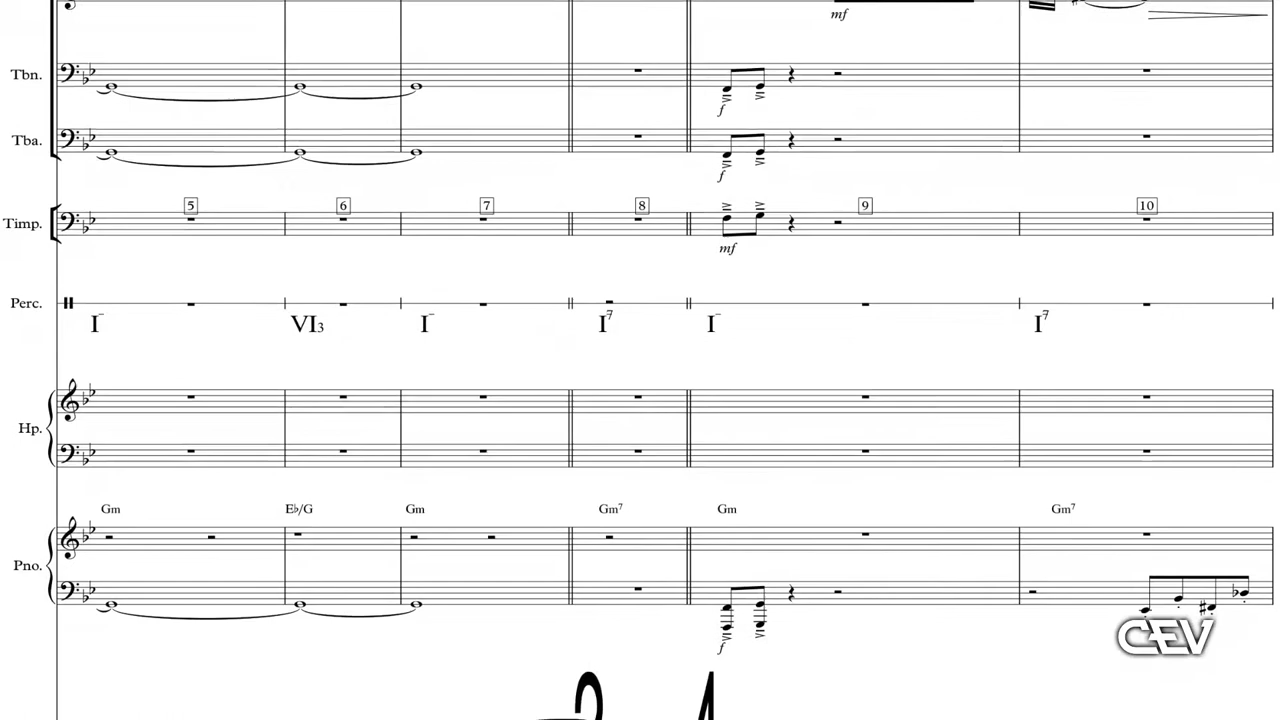 mf
Tbn.
f
Tba.
f
5 6 7 8 9 10
Timp.
mf
Perc.
I- VI3 I- I7 I- I7
Hp.
Gm E♭/G Gm Gm7 Gm Gm7
Pno.
CEV
f